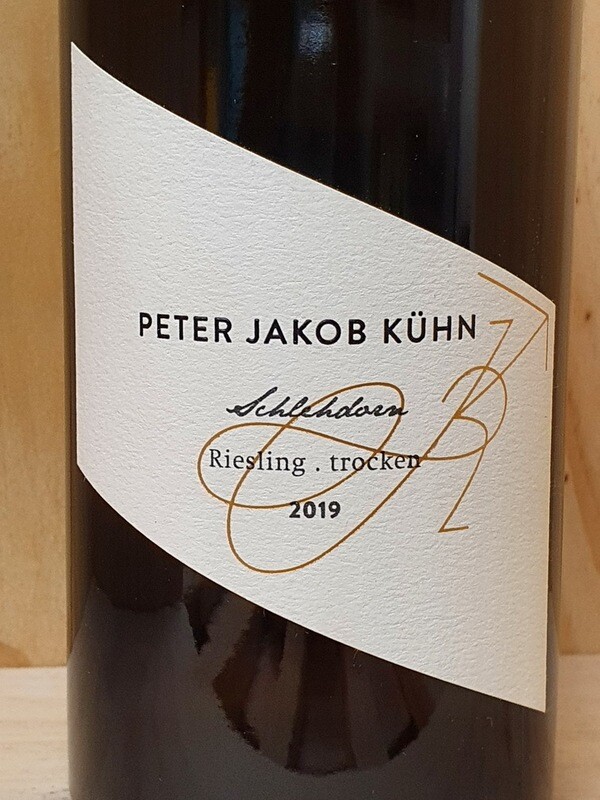 PETER JAKOB KÜHN
Schlehdorn
Riesling . trocken
2019